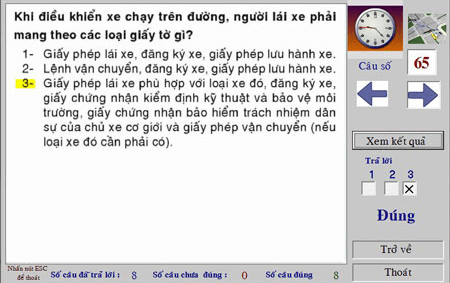 Khi điều khiển xe chạy trên đường, người lái xe phải
mang theo các loại giấy tờ gì?
1- Giấy phép lái xe, đăng ký xe, giấy phép lưu hành xe.
2- Lệnh vận chuyển, đăng ký xe, giấy phép lưu hành xe.
3- Giấy phép lái xe phù hợp với loại xe đó, đăng ký xe,
giấy chứng nhận kiểm định kỹ thuật và bảo vệ môi
trường, giấy chứng nhận bảo hiểm trách nhiệm dân
sự của chủ xe cơ giới và giấy phép vận chuyển (nếu
loại xe đó cần phải có).
Câu số 65
Xem kết quả
Trả lời
1 2 3
Đúng
Trở về
Thoát
Nhấn nút ESC
để thoát
Số câu đã trả lời : 8 Số câu chưa đúng : 0 Số câu đúng 8